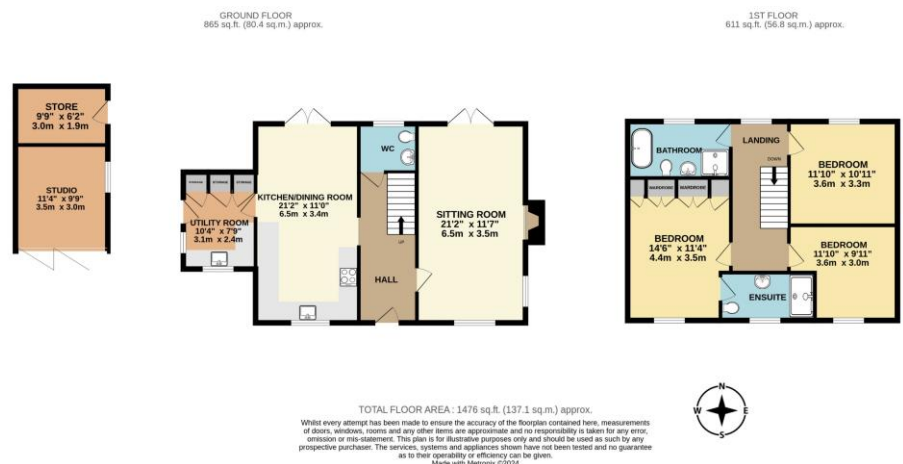 GROUND FLOOR
865 sq.ft. (80.4 sq.m.) approx.
1ST FLOOR
611 sq.ft. (56.8 sq.m.) approx.
STORE
9'9" x 6'2"
3.0m x 1.9m
STUDIO
11'4" x 9'9"
3.5m x 3.0m
UTILITY ROOM
10'4" x 7'9"
3.1m x 2.4m
KITCHEN/DINING ROOM
21'2" x 11'0"
6.5m x 3.4m
WC
UP
HALL
SITTING ROOM
21'2" x 11'7"
6.5m x 3.5m
BATHROOM
LANDING
DOWN
BEDROOM
11'10" x 10'11"
3.6m x 3.3m
WARDROBE
WARDROBE
BEDROOM
14'6" x 11'4"
4.4m x 3.5m
BEDROOM
11'10" x 9'11"
3.6m x 3.0m
ENSUITE
N
W E
S
TOTAL FLOOR AREA : 1476 sq.ft. (137.1 sq.m.) approx.
Whilst every attempt has been made to ensure the accuracy of the floorplan contained here, measurements
of doors, windows, rooms and any other items are approximate and no responsibility is taken for any error,
omission or mis-statement. This plan is for illustrative purposes only and should be used as such by any
prospective purchaser. The services, systems and appliances shown have not been tested and no guarantee
as to their operability or efficiency can be given.
Made with Metropix ©2024